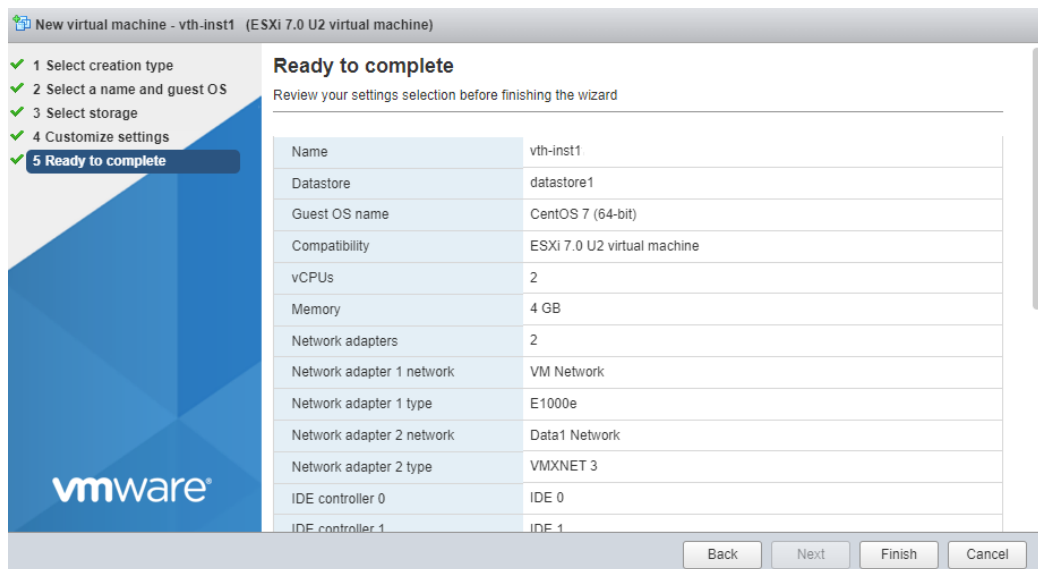 New virtual machine - vth-inst1 (ESXi 7.0 U2 virtual machine)
1 Select creation type
2 Select a name and guest OS
3 Select storage
4 Customize settings
5 Ready to complete
vmware®
Ready to complete
Review your settings selection before finishing the wizard
Name vth-inst1
Datastore datastore1
Guest OS name CentOS 7 (64-bit)
Compatibility ESXi 7.0 U2 virtual machine
vCPUs 2
Memory 4 GB
Network adapters 2
Network adapter 1 network VM Network
Network adapter 1 type E1000e
Network adapter 2 network Data1 Network
Network adapter 2 type VMXNET 3
IDE controller 0 IDE 0
IDE controller 1 IDE 1
Back Next Finish Cancel